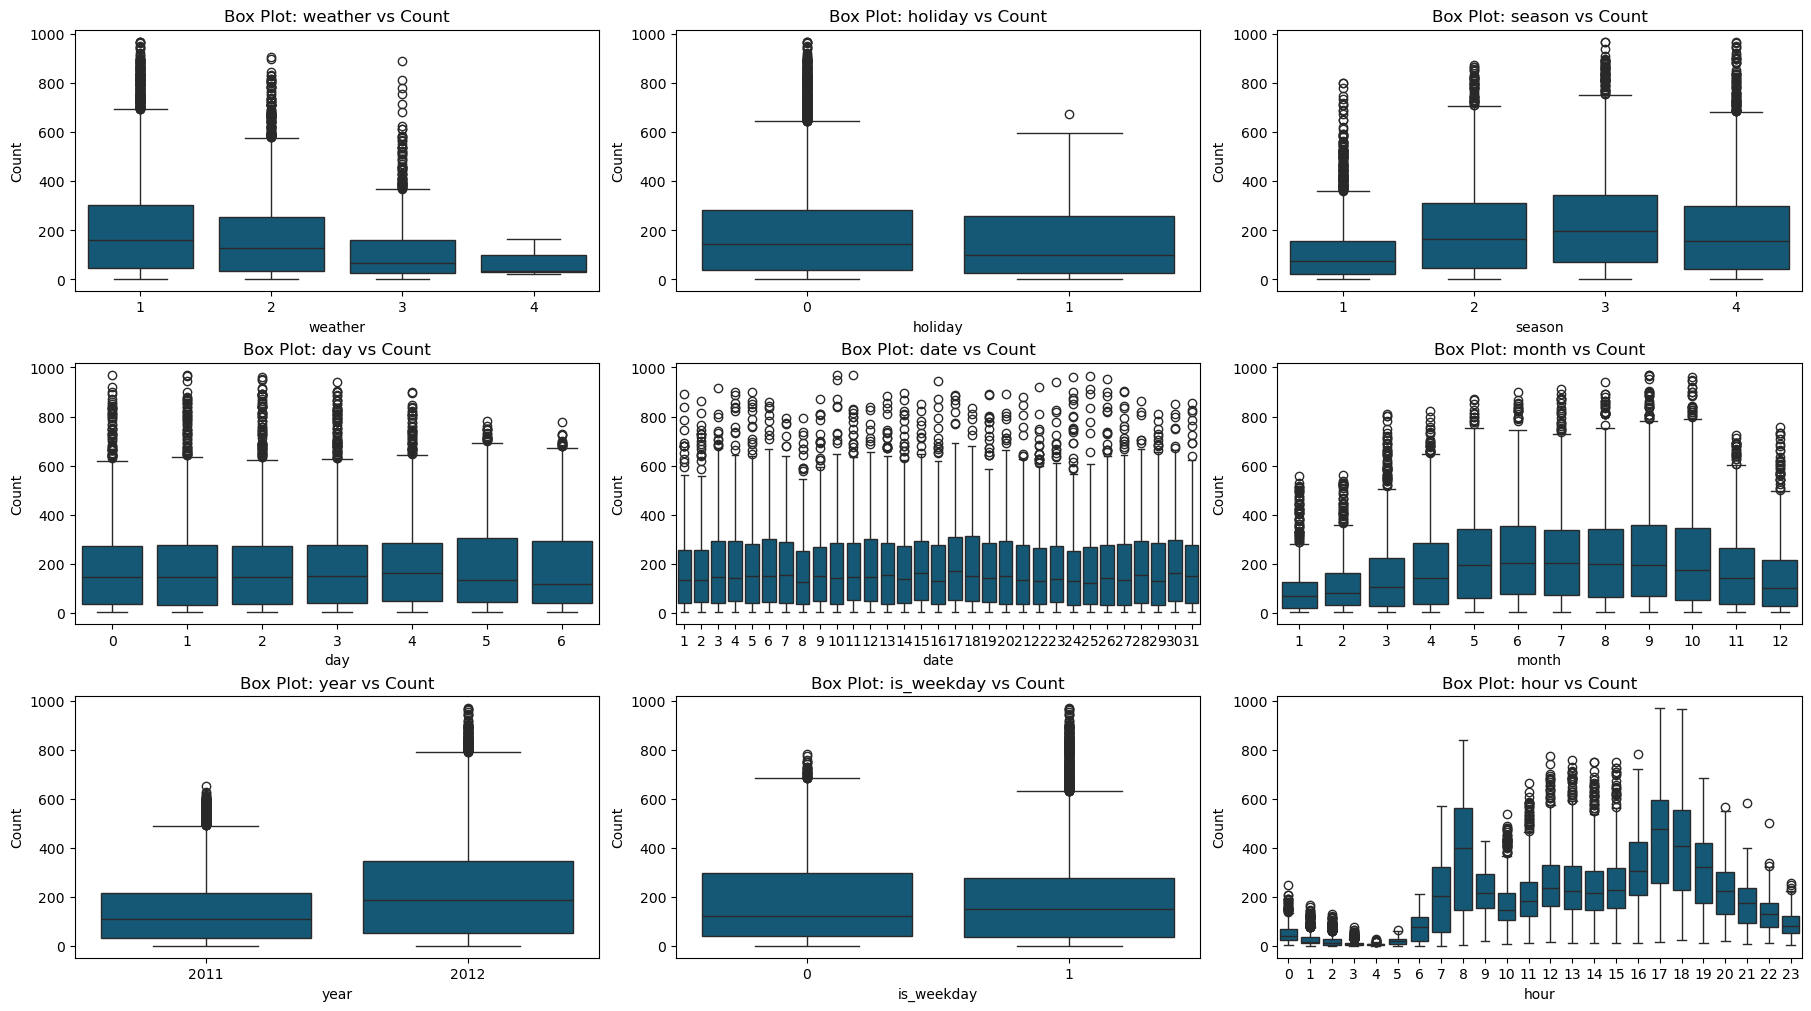 Box Plot: weather vs Count
Count
1000
800
600
400
200
0
1 2 3 4
weather
Box Plot: holiday vs Count
Count
1000
800
600
400
200
0
0 1
holiday
Box Plot: season vs Count
Count
1000
800
600
400
200
0
1 2 3 4
season
Box Plot: day vs Count
Count
1000
800
600
400
200
0
0 1 2 3 4 5 6
day
Box Plot: date vs Count
Count
1000
800
600
400
200
0
1 2 3 4 5 6 7 8 9 10 11 12 13 14 15 16 17 18 19 20 21 22 23 24 25 26 27 28 29 30 31
date
Box Plot: month vs Count
Count
1000
800
600
400
200
0
1 2 3 4 5 6 7 8 9 10 11 12
month
Box Plot: year vs Count
Count
1000
800
600
400
200
0
2011 2012
year
Box Plot: is_weekday vs Count
Count
1000
800
600
400
200
0
0 1
is_weekday
Box Plot: hour vs Count
Count
1000
800
600
400
200
0
0 1 2 3 4 5 6 7 8 9 10 11 12 13 14 15 16 17 18 19 20 21 22 23
hour